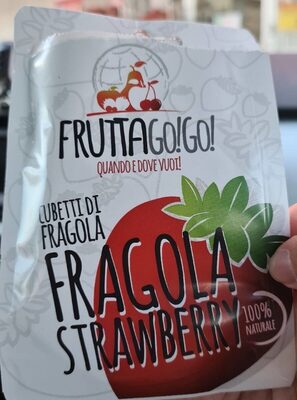 FRUTTAGO!GO!
QUANDO E DOVE VUOI!
CUBETTI DI
FRAGOLA
FRAGOLA
STRAWBERRY
100%
NATURALE